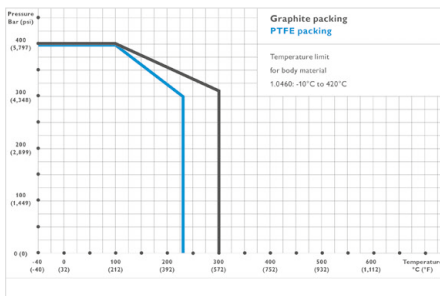 Pressure
Bar (psi)
400
(5,797)
300
(4,348)
200
(2,899)
100
(1,449)
0 (0)
Graphite packing
PTFE packing
Temperature limit
for body material
1.0460: -10°C to 420°C
-40 0 100 200 300 400 500 600 Temperature
(-40) (32) (212) (392) (572) (752) (932) (1,112) °C (°F)